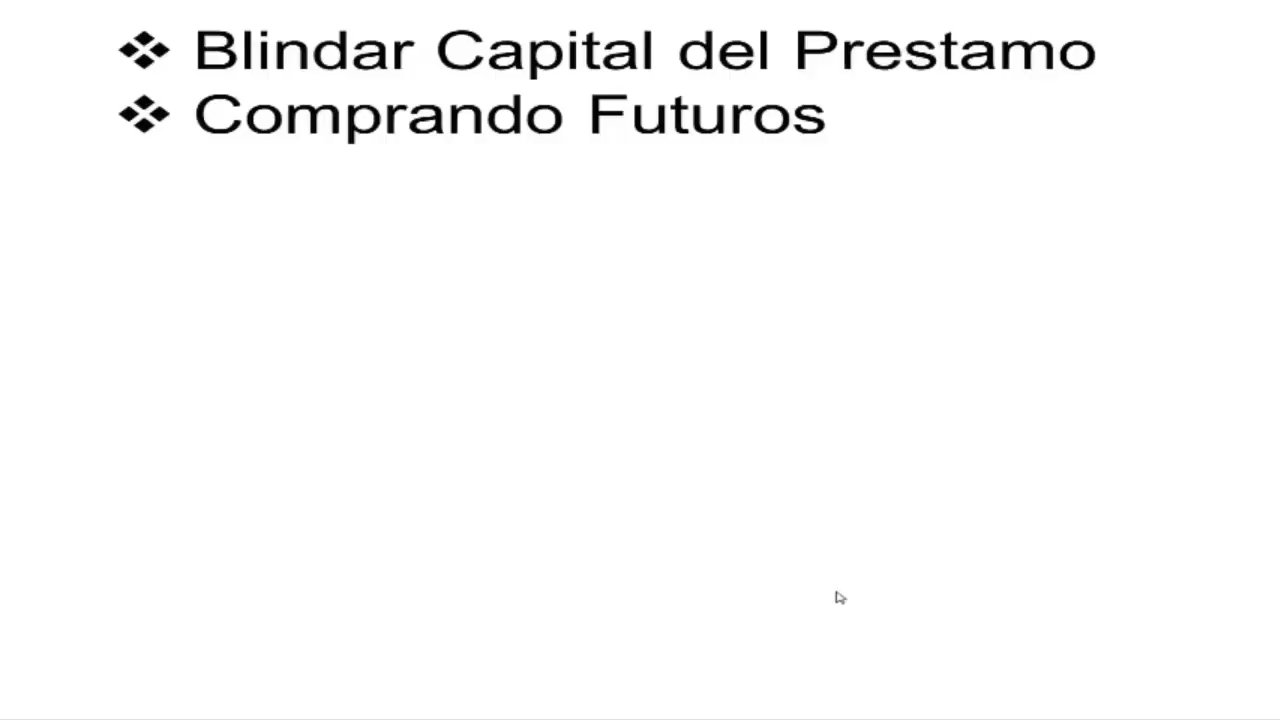 ❖ Blindar Capital del Prestamo
❖ Comprando Futuros